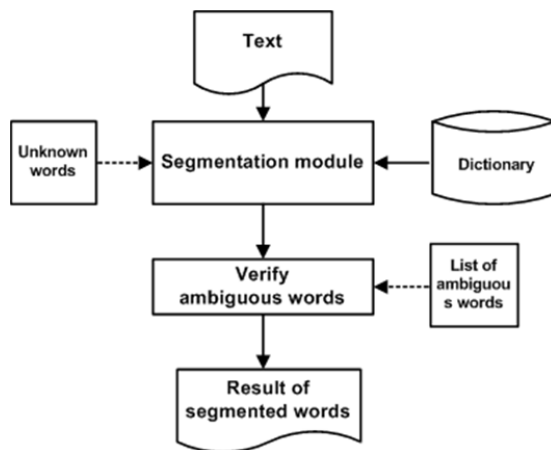 Text
Unknown
words
Segmentation module
Dictionary
Verify
ambiguous words
List of
ambiguou
s words
Result of
segmented words